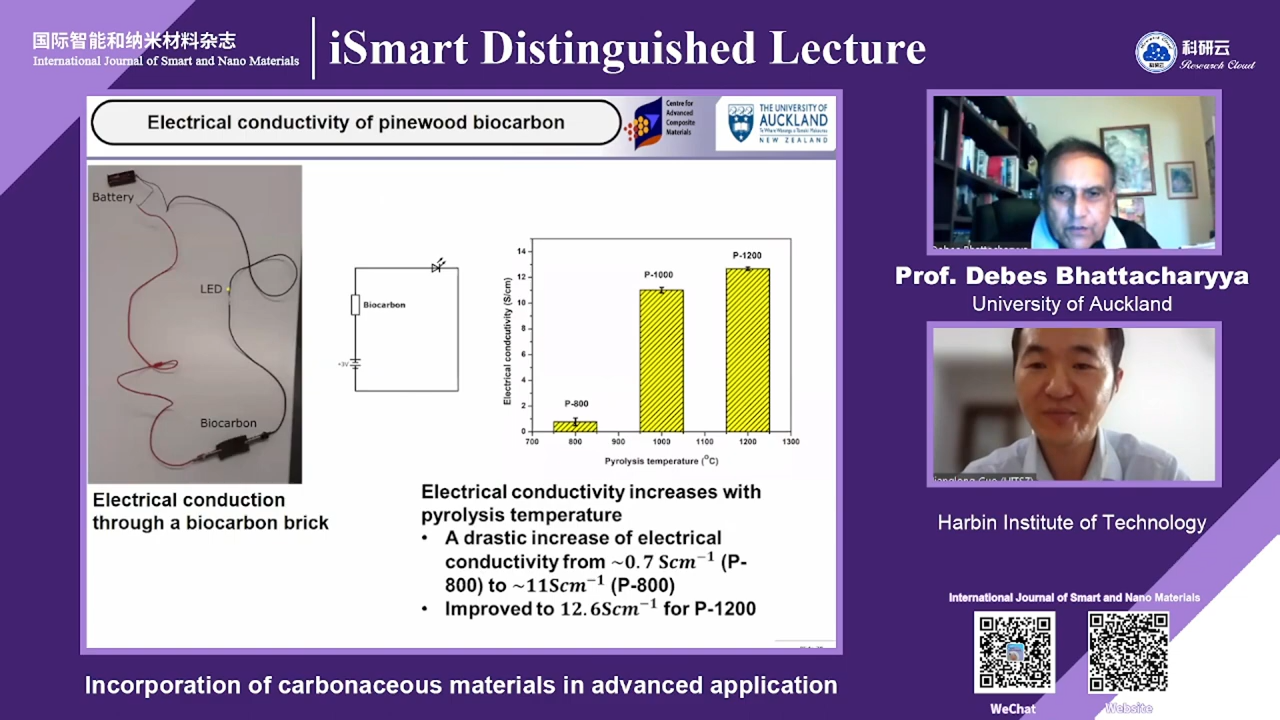 国际智能和纳米材料杂志
International Journal of Smart and Nano Materials
iSmart Distinguished Lecture
科研云
Research Cloud
Electrical conductivity of pinewood biocarbon
Centre for
Advanced
Composite
Materials
THE UNIVERSITY OF
AUCKLAND
NEW ZEALAND
Battery
LED
Biocarbon
Electrical conduction
through a biocarbon brick
Biocarbon
+3V
Electrical condcutivity (S/cm)
14
12
10
8
6
4
2
0
P-800
P-1000
P-1200
700 800 900 1000 1100 1200 1300
Pyrolysis temperature (°C)
Electrical conductivity increases with
pyrolysis temperature
• A drastic increase of electrical
conductivity from ~0.7 Scm⁻¹ (P-
800) to ~11Scm⁻¹ (P-800)
• Improved to 12.6Scm⁻¹ for P-1200
Prof. Debes Bhattacharyya
University of Auckland
Harbin Institute of Technology
International Journal of Smart and Nano Materials
WeChat
Website
Incorporation of carbonaceous materials in advanced application